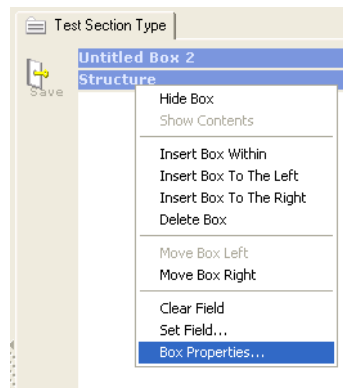 Test Section Type
Untitled Box 2
Structure
Save
Hide Box
Show Contents
Insert Box Within
Insert Box To The Left
Insert Box To The Right
Delete Box
Move Box Left
Move Box Right
Clear Field
Set Field...
Box Properties...